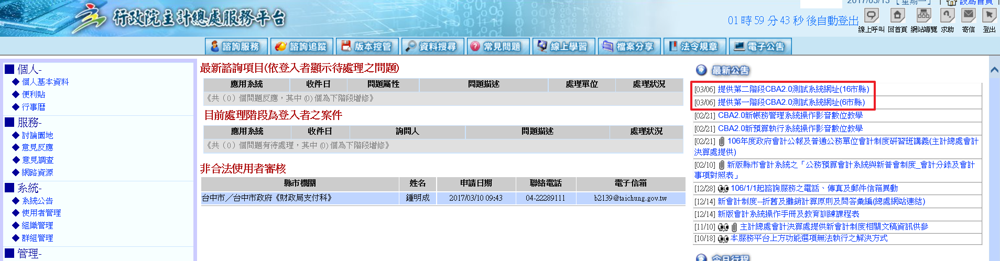 2017/03/13 【星期一】 | 設為首頁 |
行政院主計總處服務平台
01 時 59 分 43 秒 後自動登出
線上呼叫 回首頁 網站導覽 求助 寄信 登出
諮詢服務 諮詢追蹤 版本控管 資料搜尋 常見問題 線上學習 檔案分享 法令規章 電子公告
個人-
個人基本資料
便利貼
行事曆
服務-
討論園地
意見反應
意見調查
網路資源
系統-
系統公告
使用者管理
組織管理
群組管理
管理-
最新諮詢項目(依登入者顯示待處理之問題)
應用系統 收件日 問題屬性 問題描述 處理單位 處理狀況
《共（0）個問題反應，其中 (0) 個為下階段增修》
目前處理階段為登入者之案件
應用系統 收件日 詢問人 問題描述 處理狀況
《共（0）個問題有待處理，其中 (0) 個為下階段增修》
非合法使用者審核
縣市機關 姓名 申請日期 聯絡電話 電子信箱
台中市／台中市政府《財政局支付科》 鍾明成 2017/03/10 09:43 04-22289111 b2139@taichung.gov.tw
最新公告
[03/06] 提供第二階段CBA2.0測試系統網址(16市縣)
[03/06] 提供第一階段CBA2.0測試系統網址(6市縣)
[02/21] CBA2.0新帳務管理系統操作影音數位教學
[02/21] CBA2.0新預算執行系統操作影音數位教學
[02/21] 106年度政府會計公報及普通公務單位會計制度研習班講義(主計總處會計
決算處提供)
[02/10] 新版縣市會計系統之「公務預算會計系統與新普會制度_會計分錄及會計
事項對照表」
[12/28] 106/1/1起諮詢服務之電話、傳真及郵件信箱異動
[12/14] 新會計制度--折舊及攤銷計算原則及問答彙編(總處網站連結)
[12/14] 新版會計系統操作手冊及教育訓練課程表
[11/10] 主計總處會計決算處提供新會計制度相關文稿資訊供參
[10/18] 本服務平台上方功能選項無法執行之解決方式
今日行程